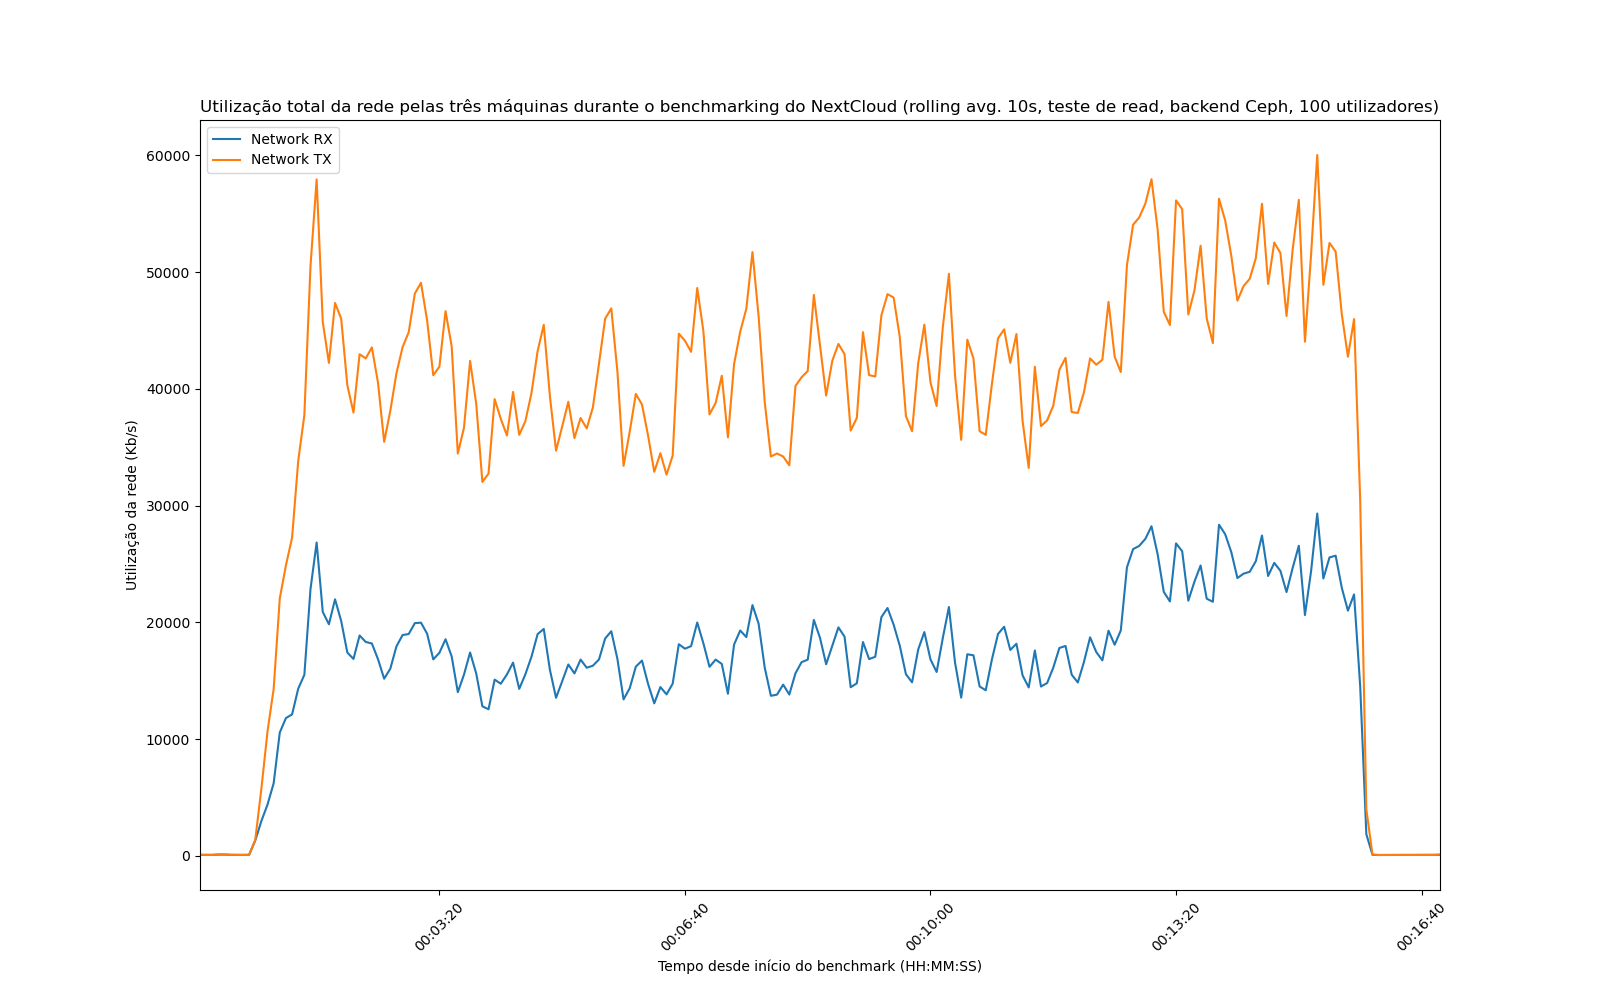 Utilização total da rede pelas três máquinas durante o benchmarking do NextCloud (rolling avg. 10s, teste de read, backend Ceph, 100 utilizadores)
Network RX
Network TX
60000
50000
40000
30000
20000
10000
0
Utilização da rede (Kb/s)
00:03:20
00:06:40
00:10:00
00:13:20
00:16:40
Tempo desde início do benchmark (HH:MM:SS)